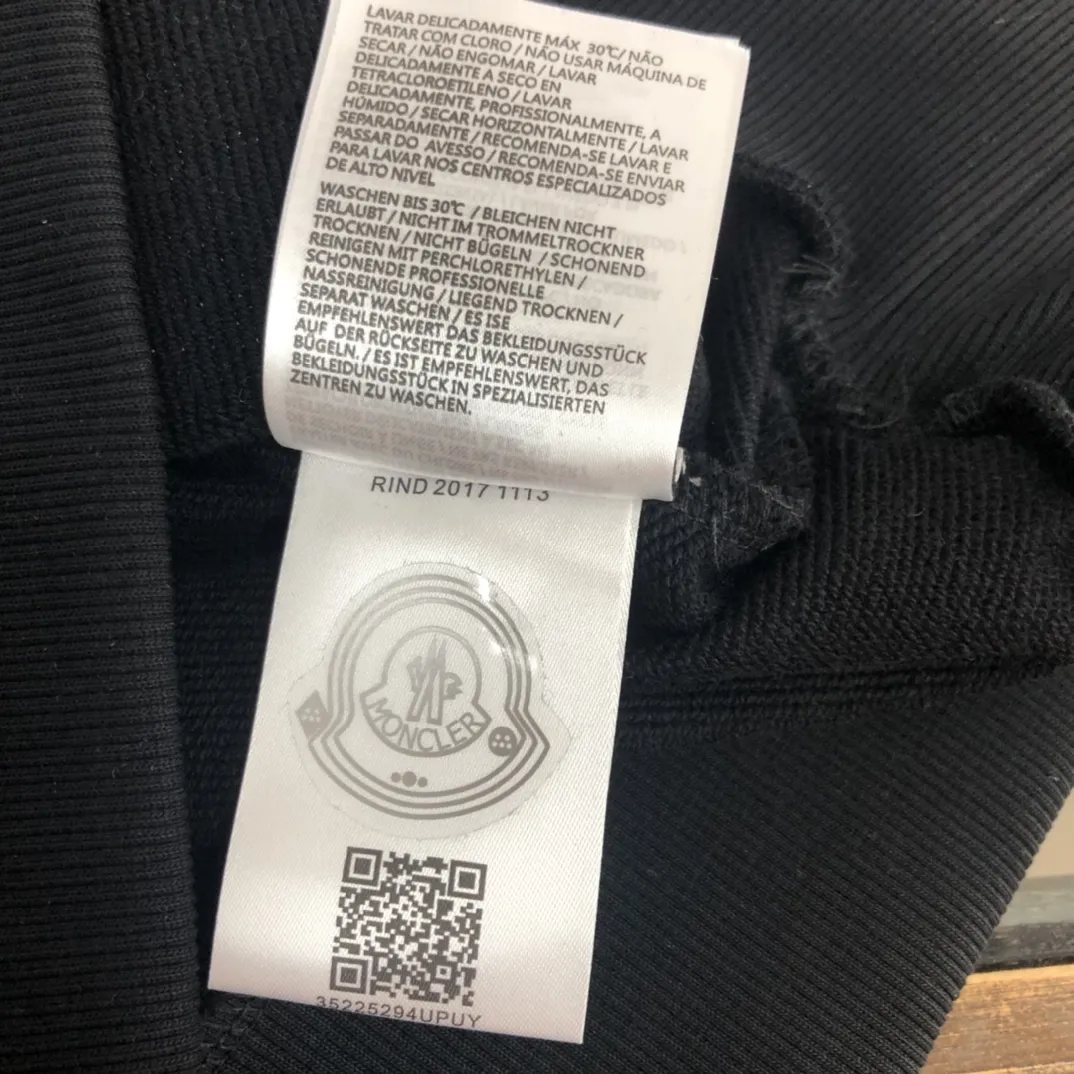 LAVAR DELICADAMENTE MÁX 30℃/ NÃO
TRATAR COM CLORO / NÃO USAR MÁQUINA DE
SECAR / NÃO ENGOMAR / LAVAR
DELICADAMENTE A SECO EN
TETRACLOROETILENO / LAVAR
DELICADAMENTE, PROFISSIONALMENTE, A
HÚMIDO / SECAR HORIZONTALMENTE / LAVAR
SEPARADAMENTE / RECOMENDA-SE LAVAR E
PASSAR DO AVESSO / RECOMENDA-SE ENVIAR
PARA LAVAR NOS CENTROS ESPECIALIZADOS
DE ALTO NIVEL
WASCHEN BIS 30℃ / BLEICHEN NICHT
ERLAUBT / NICHT IM TROMMELTROCKNER
TROCKNEN / NICHT BÜGELN / SCHONEND
REINIGEN MIT PERCHLORETHYLEN /
SCHONENDE PROFESSIONELLE
NASSREINIGUNG / LIEGEND TROCKNEN /
SEPARAT WASCHEN / ES ISE
EMPFEHLENSWERT DAS BEKLEIDUNGSSTÜCK
AUF DER RÜCKSEITE ZU WASCHEN UND
BÜGELN. / ES IST EMPFEHLENSWERT, DAS
BEKLEIDUNGSSTÜCK IN SPEZIALISIERTEN
ZENTREN ZU WASCHEN.
RIND 2017 1113
MONCLER
35225294UPUY